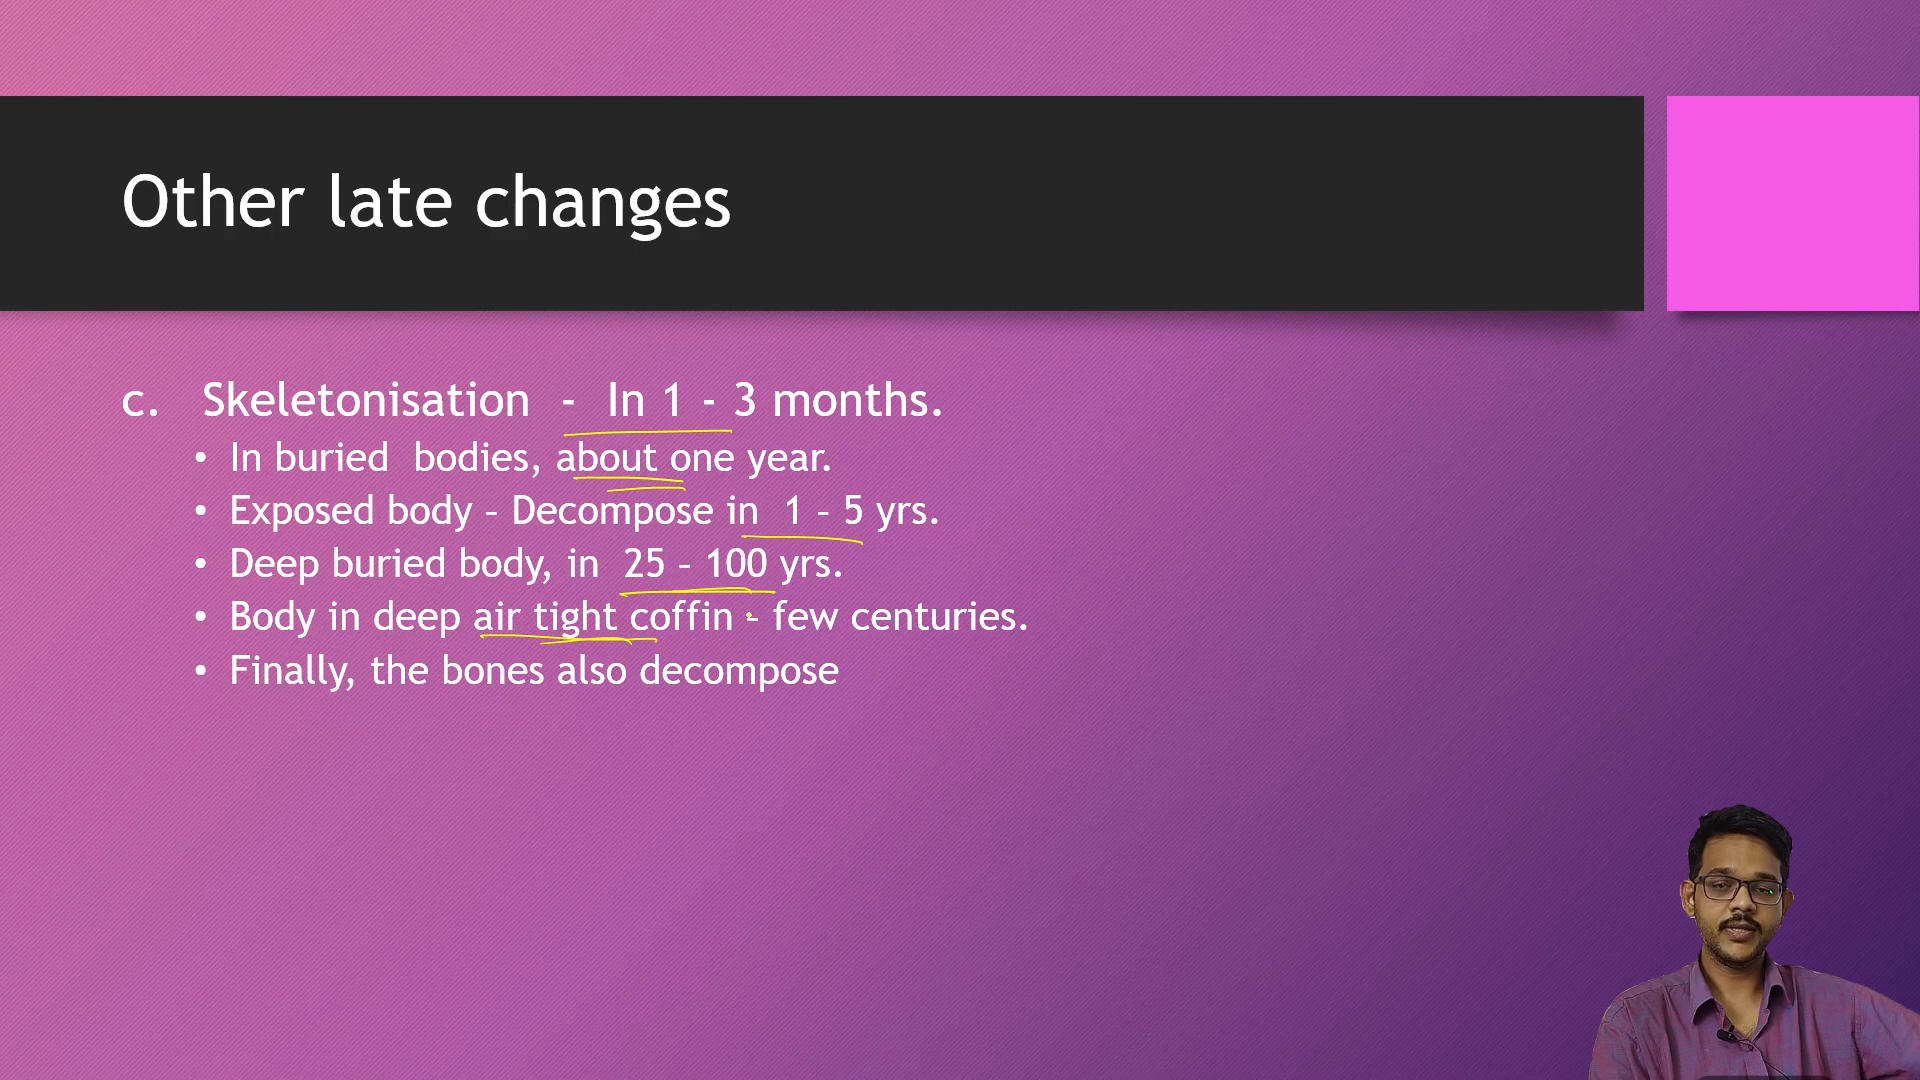 Other late changes
c. Skeletonisation - In 1 - 3 months.
• In buried bodies, about one year.
• Exposed body – Decompose in 1 – 5 yrs.
• Deep buried body, in 25 – 100 yrs.
• Body in deep air tight coffin - few centuries.
• Finally, the bones also decompose